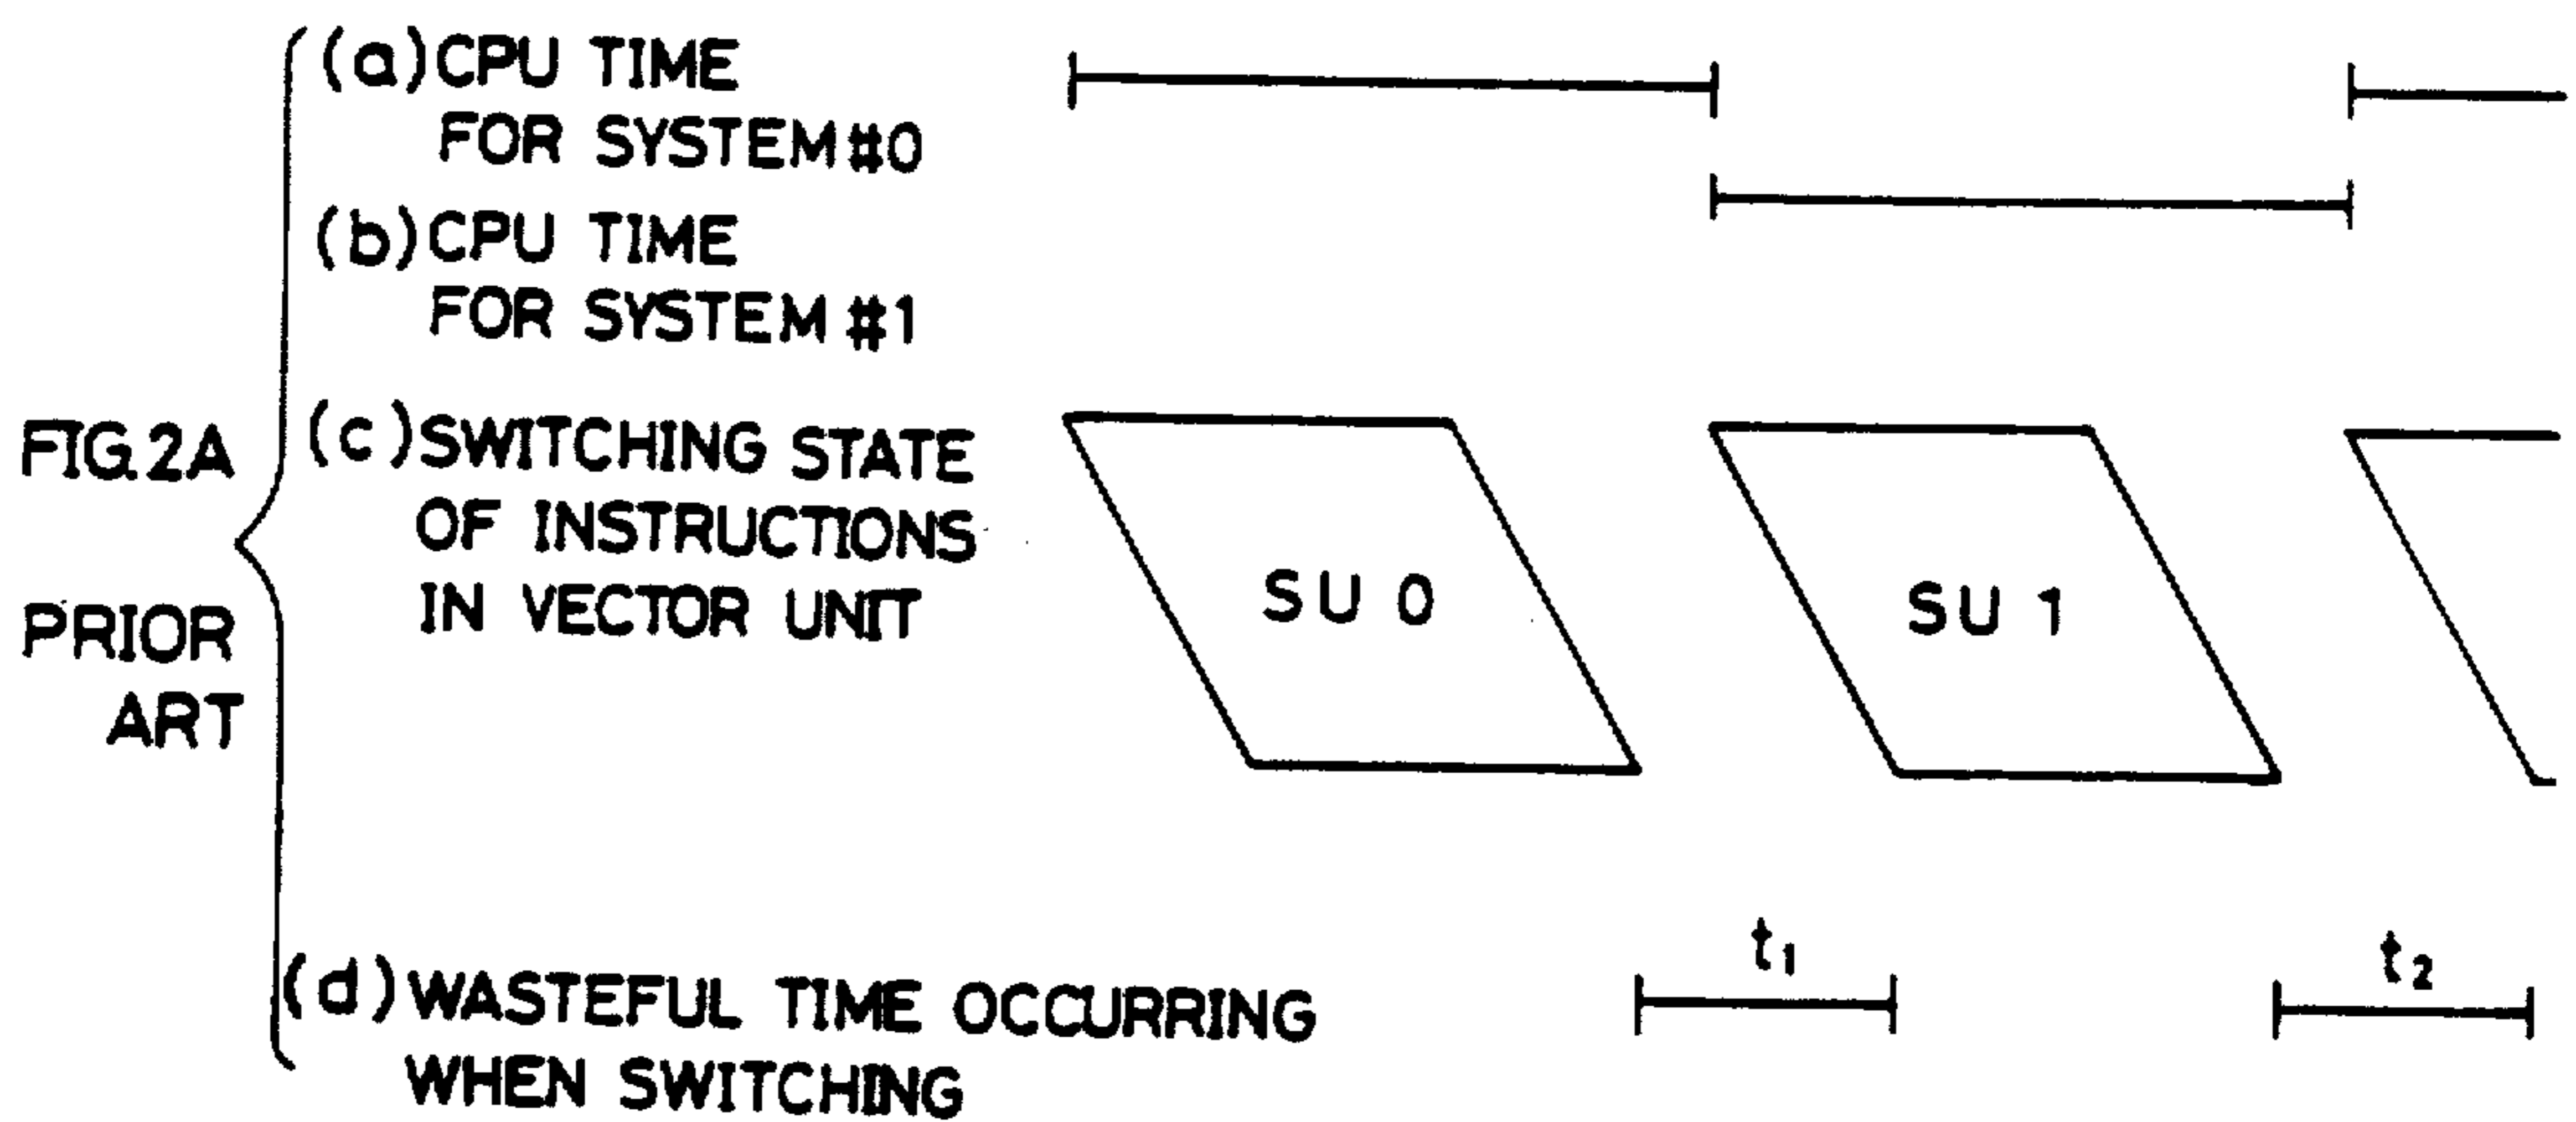 (a) CPU TIME
FOR SYSTEM #0
(b) CPU TIME
FOR SYSTEM #1
FIG. 2A
PRIOR
ART
(c) SWITCHING STATE
OF INSTRUCTIONS
IN VECTOR UNIT
SU 0
SU 1
t1
t2
(d) WASTEFUL TIME OCCURRING
WHEN SWITCHING